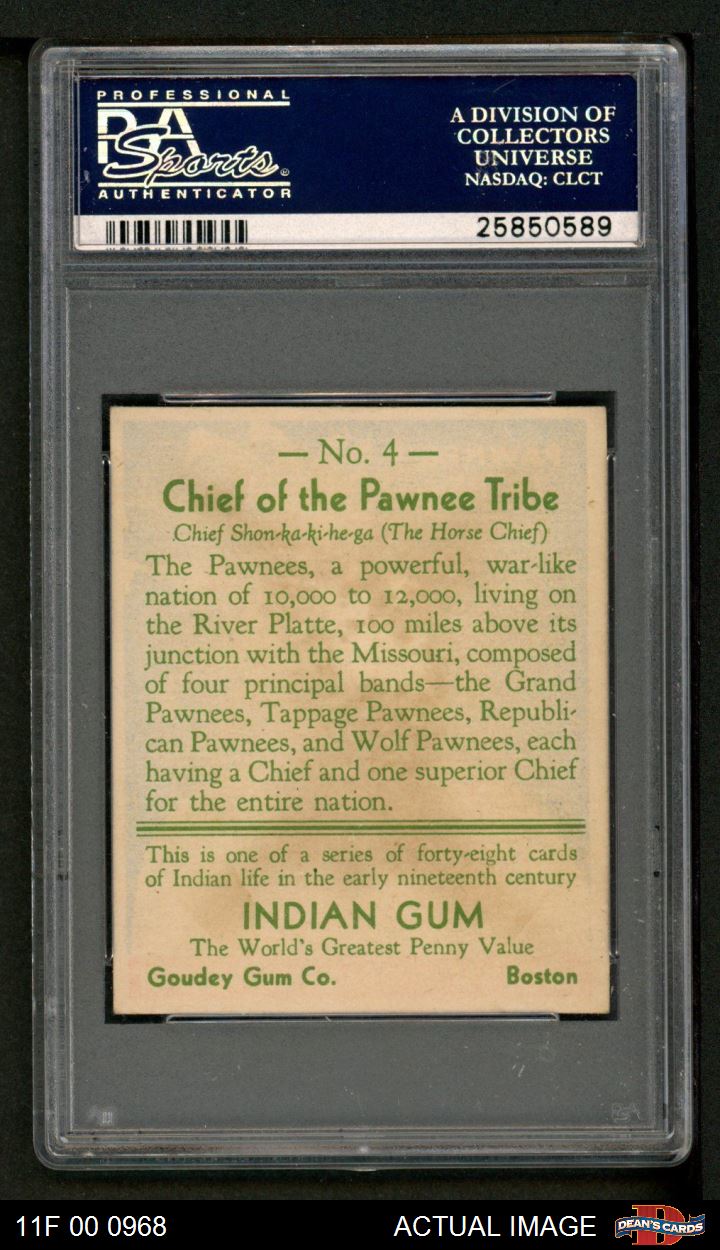 PROFESSIONAL
PSA
Sports®
AUTHENTICATOR
A DIVISION OF
COLLECTORS
UNIVERSE
NASDAQ: CLCT
25850589
— No. 4 —
Chief of the Pawnee Tribe
Chief Shon-ka-ki-he-ga (The Horse Chief)
The Pawnees, a powerful, war-like
nation of 10,000 to 12,000, living on
the River Platte, 100 miles above its
junction with the Missouri, composed
of four principal bands—the Grand
Pawnees, Tappage Pawnees, Republi-
can Pawnees, and Wolf Pawnees, each
having a Chief and one superior Chief
for the entire nation.
This is one of a series of forty-eight cards
of Indian life in the early nineteenth century
INDIAN GUM
The World's Greatest Penny Value
Goudey Gum Co. Boston
PSA
11F 00 0968 ACTUAL IMAGE DEAN'S CARDS